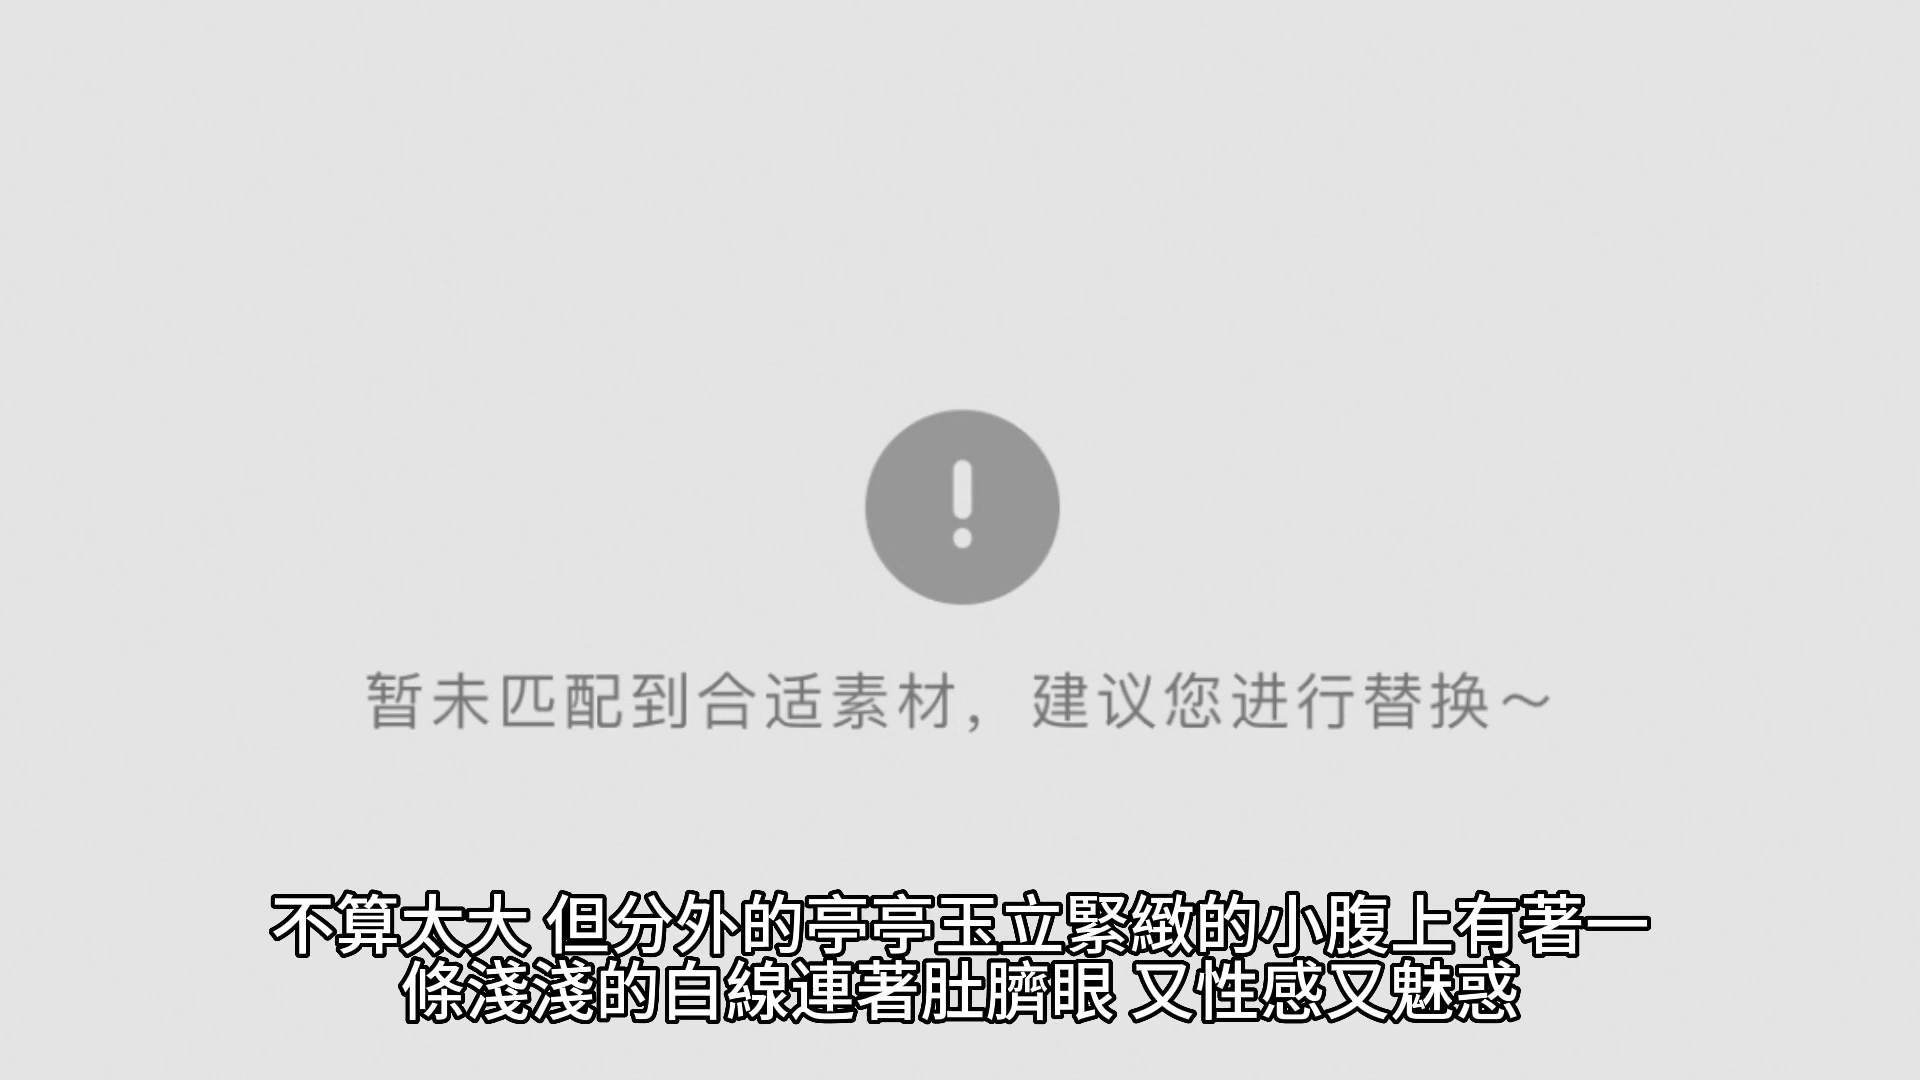 暂未匹配到合适素材，建议您进行替换～
不算太大 但分外的亭亭玉立緊緻的小腹上有著一
條淺淺的白線連著肚臍眼 又性感又魅惑